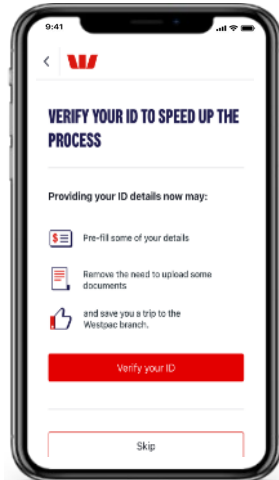 9:41
VERIFY YOUR ID TO SPEED UP THE
PROCESS
Providing your ID details now may:
Pre-fill some of your details
Remove the need to upload some
documents
and save you a trip to the
Westpac branch.
Verify your ID
Skip